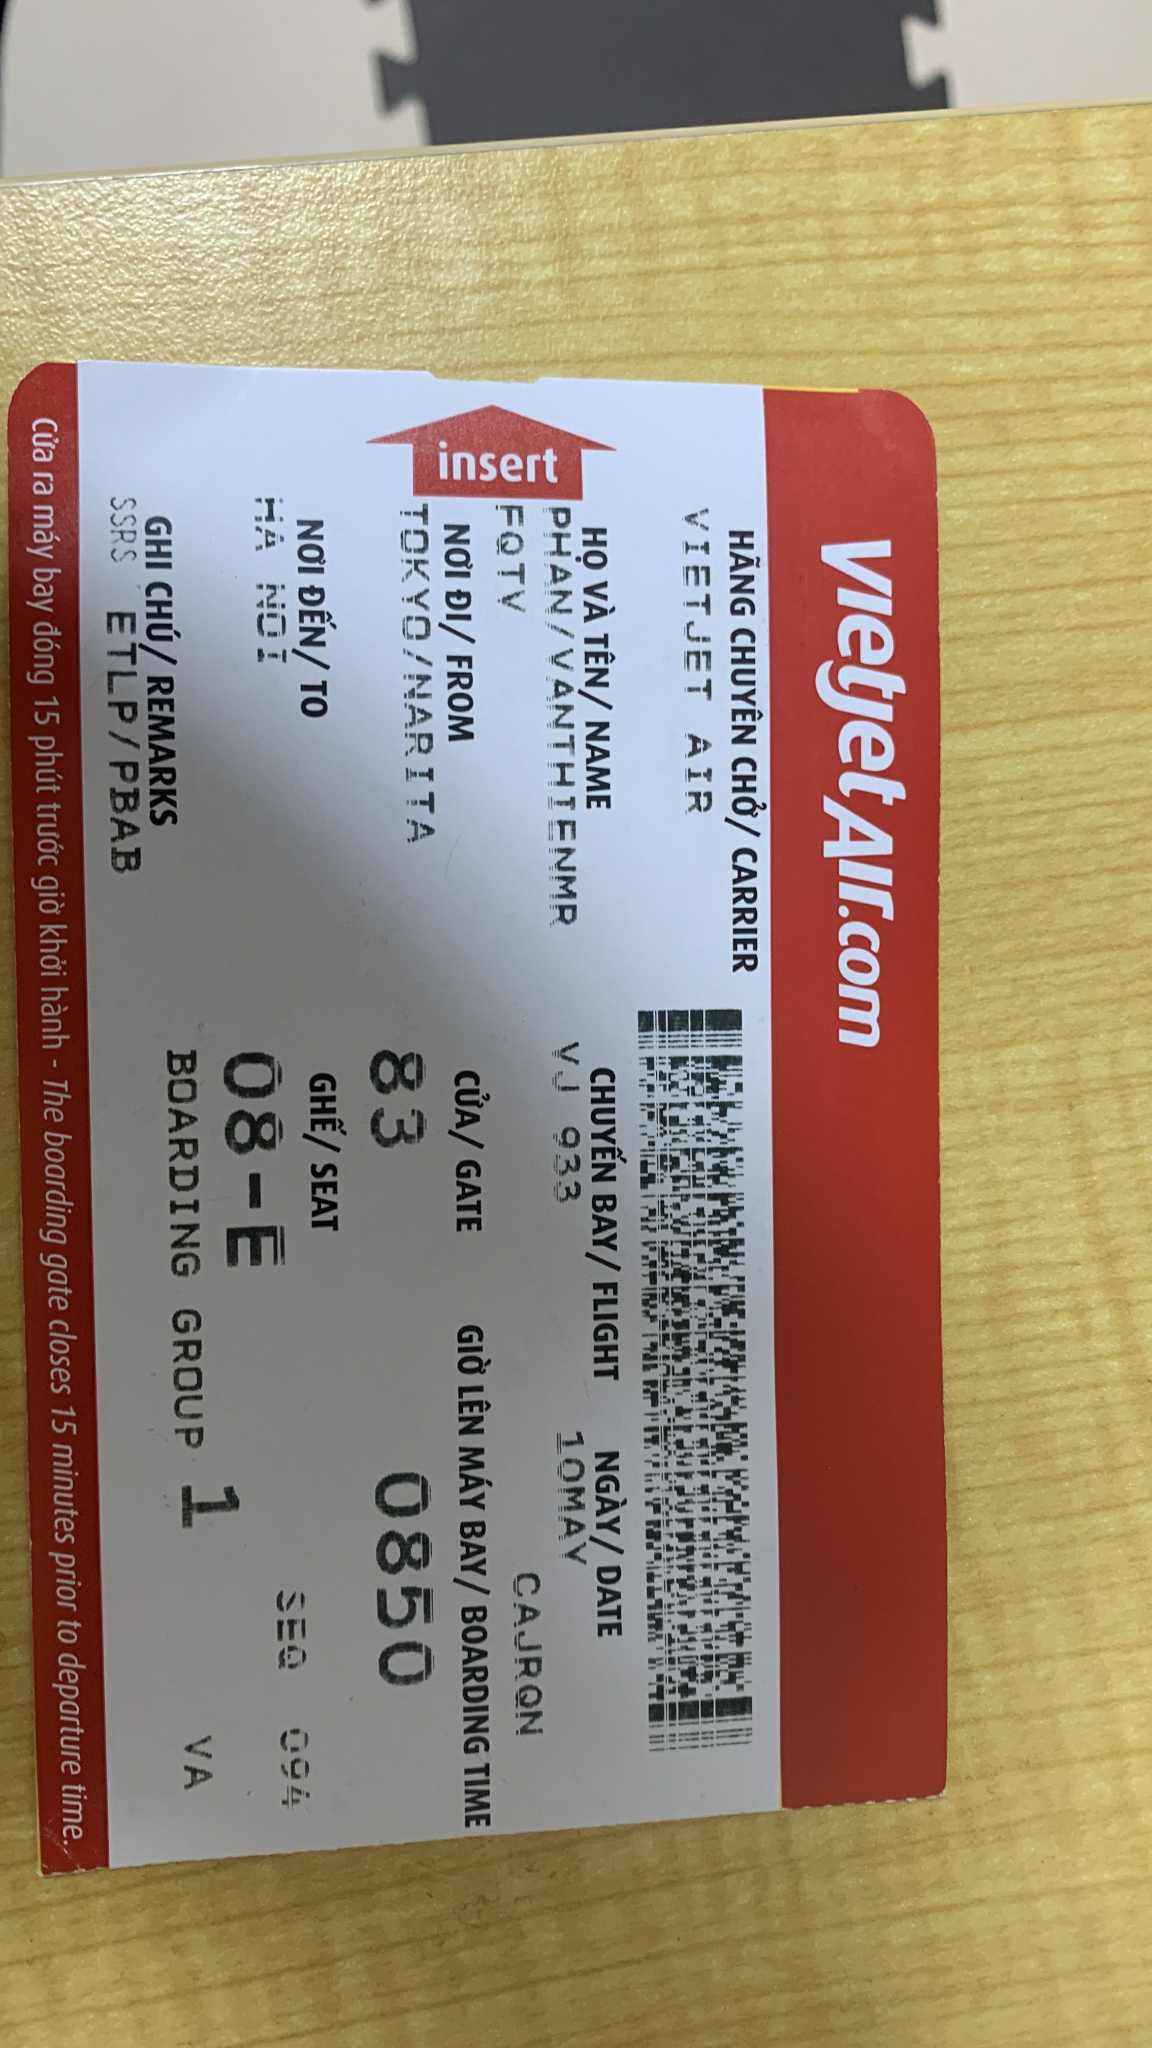 VietjetAir.com
HÃNG CHUYÊN CHỞ/ CARRIER
VIETJET AIR
insert
HỌ VÀ TÊN/ NAME
PHAN/VANTHIENMR
FQTV
CHUYẾN BAY/ FLIGHT
VJ 933
NGÀY/ DATE
10MAY
CAJRQN
NƠI ĐI/ FROM
TOKYO/NARITA
CỬA/ GATE
83
GIỜ LÊN MÁY BAY/ BOARDING TIME
0850
NƠI ĐẾN/ TO
HA NOI
GHẾ/ SEAT
08-E
SEQ 094
GHI CHÚ/ REMARKS
SSRS ETLP/PBAB
BOARDING GROUP 1 VA
Cửa ra máy bay đóng 15 phút trước giờ khởi hành - The boarding gate closes 15 minutes prior to departure time.